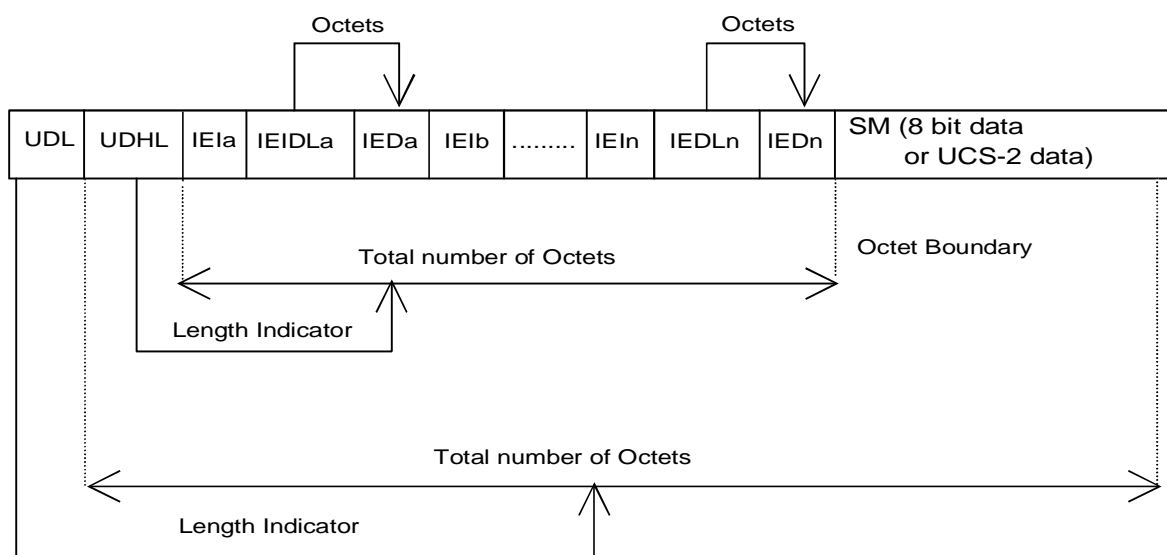 Octets Octets
UDL UDHL IEIa IEIDLa IEDa IEIb ......... IEIn IEDLn IEDn SM (8 bit data
or UCS-2 data)
Total number of Octets Octet Boundary
Length Indicator
Total number of Octets
Length Indicator